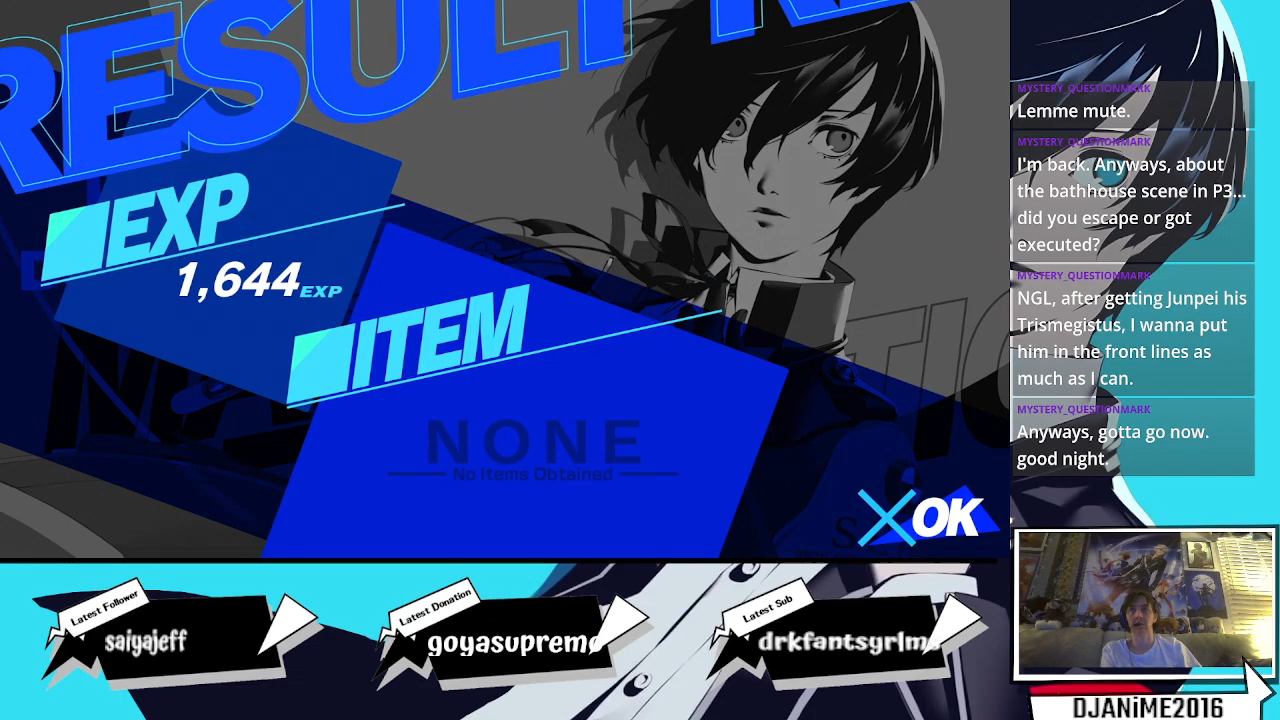 RESULT RE
EXP
1,644 EXP
ITEM
NONE
No Items Obtained
OK
MYSTERY_QUESTIONMARK
Lemme mute.
MYSTERY_QUESTIONMARK
I'm back. Anyways, about
the bathhouse scene in P3...
did you escape or got
executed?
MYSTERY_QUESTIONMARK
NGL, after getting Junpei his
Trismegistus, I wanna put
him in the front lines as
much as I can.
MYSTERY_QUESTIONMARK
Anyways, gotta go now.
good night.
Latest Follower
saiyajeff
Latest Donation
goyasupreme
Latest Sub
drkfantsyrlm
DJANiME2016